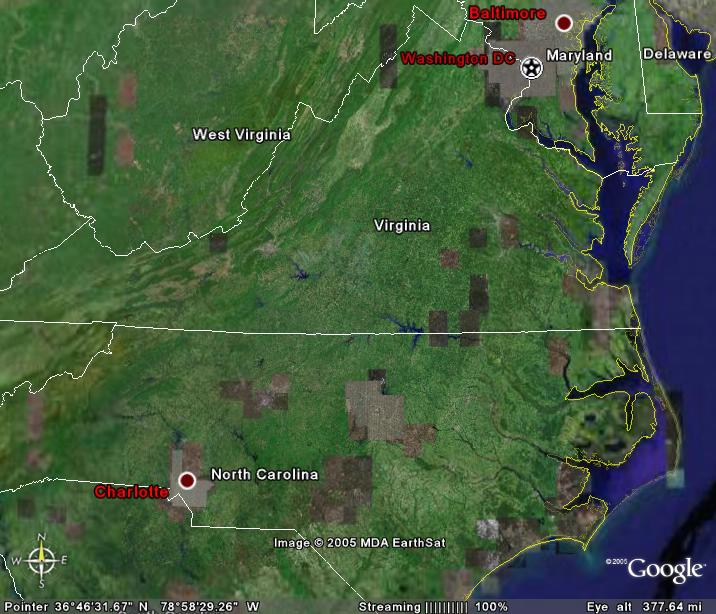 Baltimore
Washington DC
Maryland
Delaware
West Virginia
Virginia
North Carolina
Charlotte
Image © 2005 MDA EarthSat
N
W E
S
©2005 Google
Pointer 36°46'31.67" N, 78°58'29.26" W Streaming |||||||||| 100% Eye alt 377.64 mi